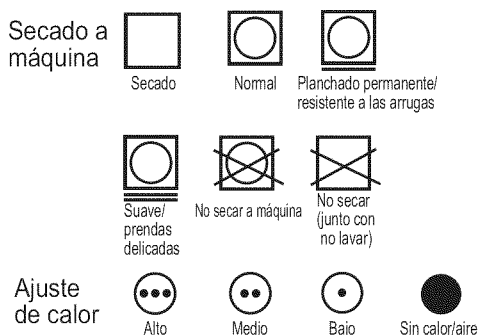 Secado a
máquina
Secado
Normal
Planchado permanente/
resistente a las arrugas
Suave/
prendas
delicadas
No secar a máquina
No secar
(junto con
no lavar)
Ajuste
de calor
Alto
Medio
Bajo
Sin calor/aire